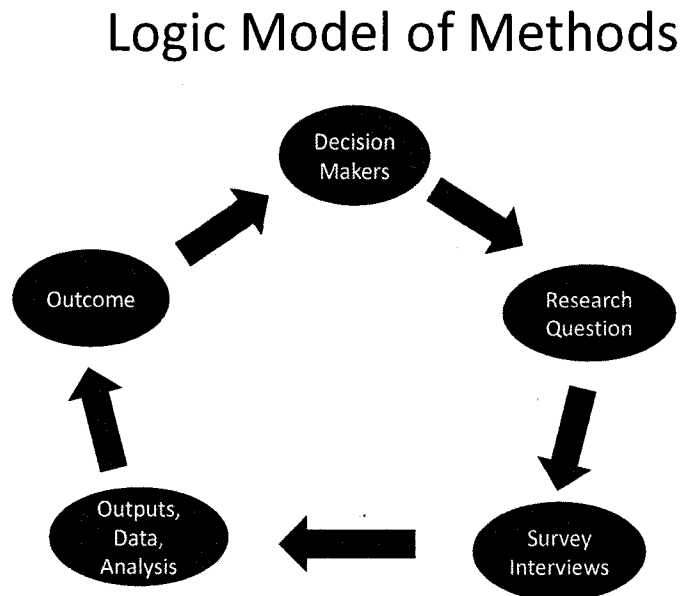 Logic Model of Methods
Decision
Makers
Research
Question
Survey
Interviews
Outputs,
Data,
Analysis
Outcome